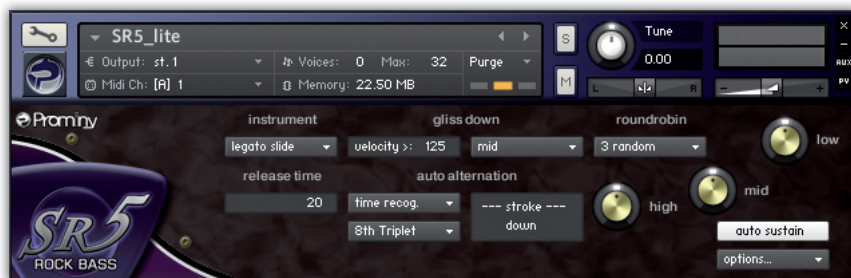 SR5_lite
Output: st. 1
Voices: 0 Max: 32
Purge
Midi Ch: [A] 1
Memory: 22.50 MB
S
M
Tune
0.00
L R
- +
×
–
AUX
PV
Prominy
instrument
gliss down
roundrobin
legato slide
velocity >: 125
mid
3 random
low
release time
auto alternation
20
time recog.
8th Triplet
--- stroke ---
down
high
mid
auto sustain
options...
SR5
ROCK BASS